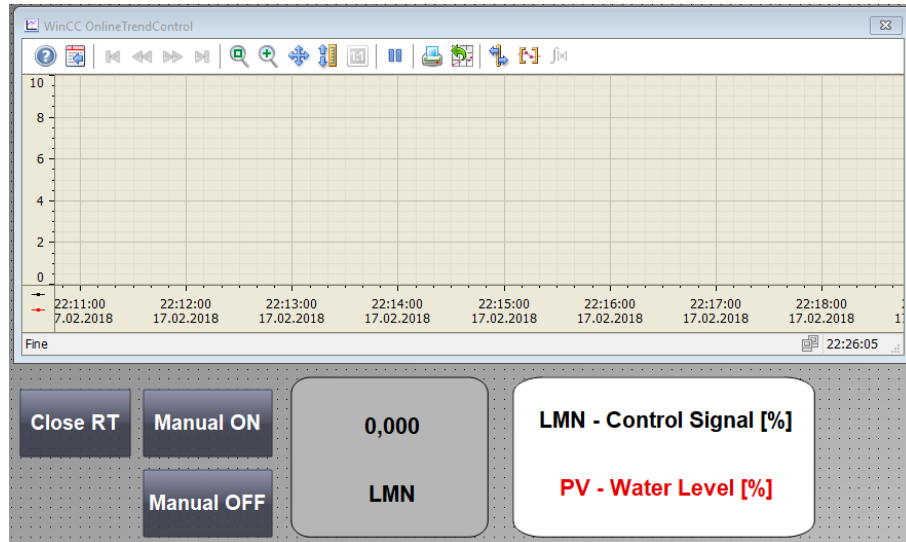 WinCC OnlineTrendControl
10
8
6
4
2
0
22:11:00 22:12:00 22:13:00 22:14:00 22:15:00 22:16:00 22:17:00 22:18:00
7.02.2018 17.02.2018 17.02.2018 17.02.2018 17.02.2018 17.02.2018 17.02.2018 17.02.2018
Fine 22:26:05
Close RT Manual ON 0,000 LMN - Control Signal [%]
Manual OFF LMN PV - Water Level [%]